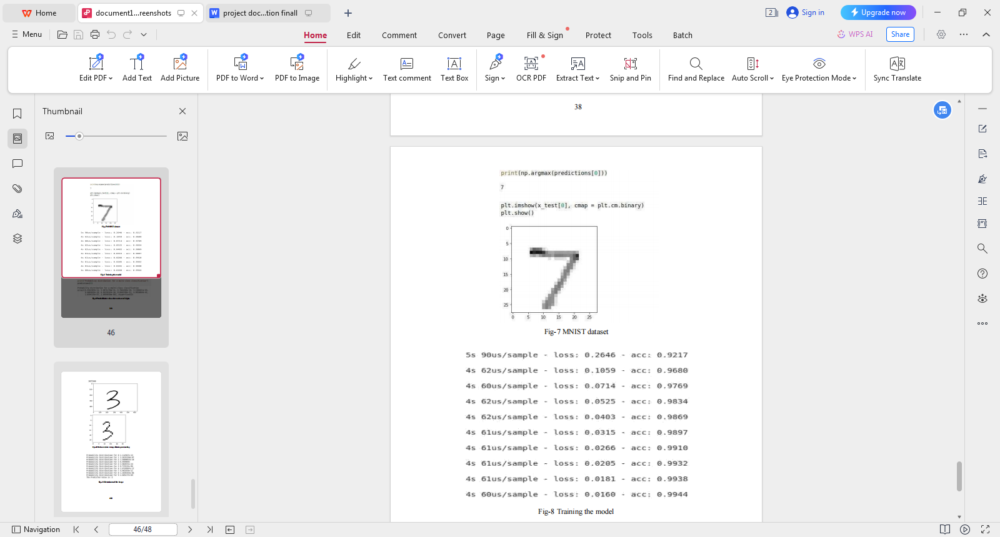 Home
document1...reenshots
project doc...tion finall
2
Sign in
Upgrade now
Menu
Home
Edit
Comment
Convert
Page
Fill & Sign
Protect
Tools
Batch
WPS AI
Share
Edit PDF
Add Text
Add Picture
PDF to Word
PDF to Image
Highlight
Text comment
Text Box
Sign
OCR PDF
Extract Text
Snip and Pin
Find and Replace
Auto Scroll
Eye Protection Mode
Sync Translate
Thumbnail
46
38
print(np.argmax(predictions[0]))
7
plt.imshow(x_test[0], cmap = plt.cm.binary)
plt.show()
0
5
10
15
20
25
0 5 10 15 20 25
Fig-7 MNIST dataset
5s 90us/sample - loss: 0.2646 - acc: 0.9217
4s 62us/sample - loss: 0.1059 - acc: 0.9680
4s 60us/sample - loss: 0.0714 - acc: 0.9769
4s 62us/sample - loss: 0.0525 - acc: 0.9834
4s 62us/sample - loss: 0.0403 - acc: 0.9869
4s 61us/sample - loss: 0.0315 - acc: 0.9897
4s 61us/sample - loss: 0.0266 - acc: 0.9910
4s 61us/sample - loss: 0.0205 - acc: 0.9932
4s 61us/sample - loss: 0.0181 - acc: 0.9938
4s 60us/sample - loss: 0.0160 - acc: 0.9944
Fig-8 Training the model
Navigation
46/48